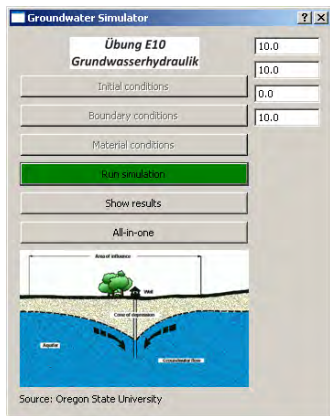 Groundwater Simulator
Übung E10
Grundwasserhydraulik
10.0
10.0
0.0
10.0
Initial conditions
Boundary conditions
Material conditions
Run simulation
Show results
All-in-one
Area of influence
Well
Cone of depression
Aquifer
Groundwater flow
Source: Oregon State University